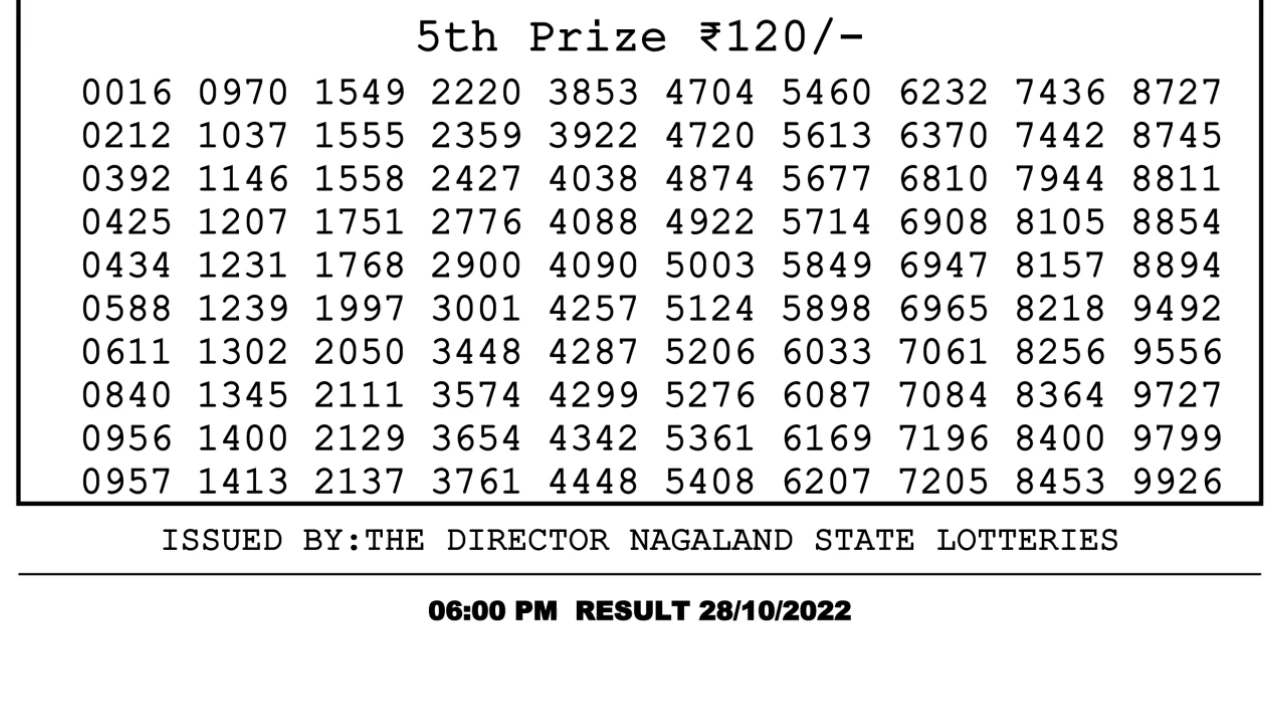 5th Prize ₹120/-
0016 0970 1549 2220 3853 4704 5460 6232 7436 8727
0212 1037 1555 2359 3922 4720 5613 6370 7442 8745
0392 1146 1558 2427 4038 4874 5677 6810 7944 8811
0425 1207 1751 2776 4088 4922 5714 6908 8105 8854
0434 1231 1768 2900 4090 5003 5849 6947 8157 8894
0588 1239 1997 3001 4257 5124 5898 6965 8218 9492
0611 1302 2050 3448 4287 5206 6033 7061 8256 9556
0840 1345 2111 3574 4299 5276 6087 7084 8364 9727
0956 1400 2129 3654 4342 5361 6169 7196 8400 9799
0957 1413 2137 3761 4448 5408 6207 7205 8453 9926
ISSUED BY:THE DIRECTOR NAGALAND STATE LOTTERIES
06:00 PM RESULT 28/10/2022